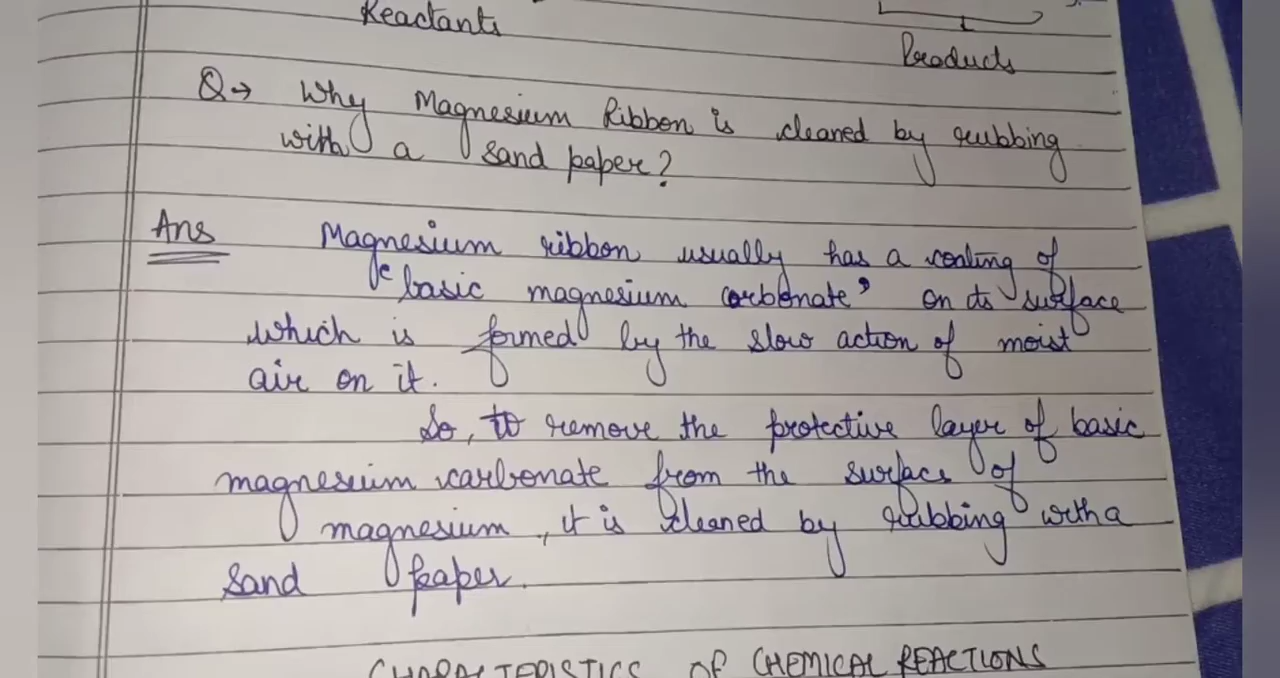 Reactants
Products
Q→ Why Magnesium Ribbon is cleaned by rubbing
with a sand paper?
Ans Magnesium ribbon usually has a coating of
"basic magnesium carbonate" on its surface
which is formed by the slow action of moist
air on it.
So, to remove the protective layer of basic
magnesium carbonate from the surface of
magnesium, it is cleaned by rubbing with a
sand paper.
CHARACTERISTICS OF CHEMICAL REACTIONS